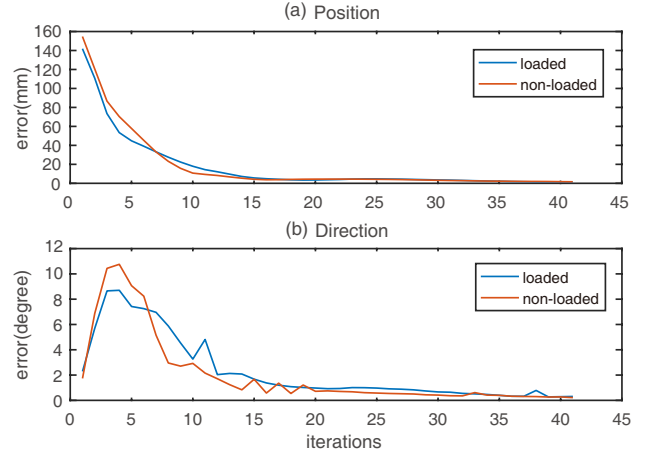 (a) Position
160
140
120
100
80
60
40
20
0
error(mm)
loaded
non-loaded
0 5 10 15 20 25 30 35 40 45
(b) Direction
12
10
8
6
4
2
0
error(degree)
loaded
non-loaded
0 5 10 15 20 25 30 35 40 45
iterations